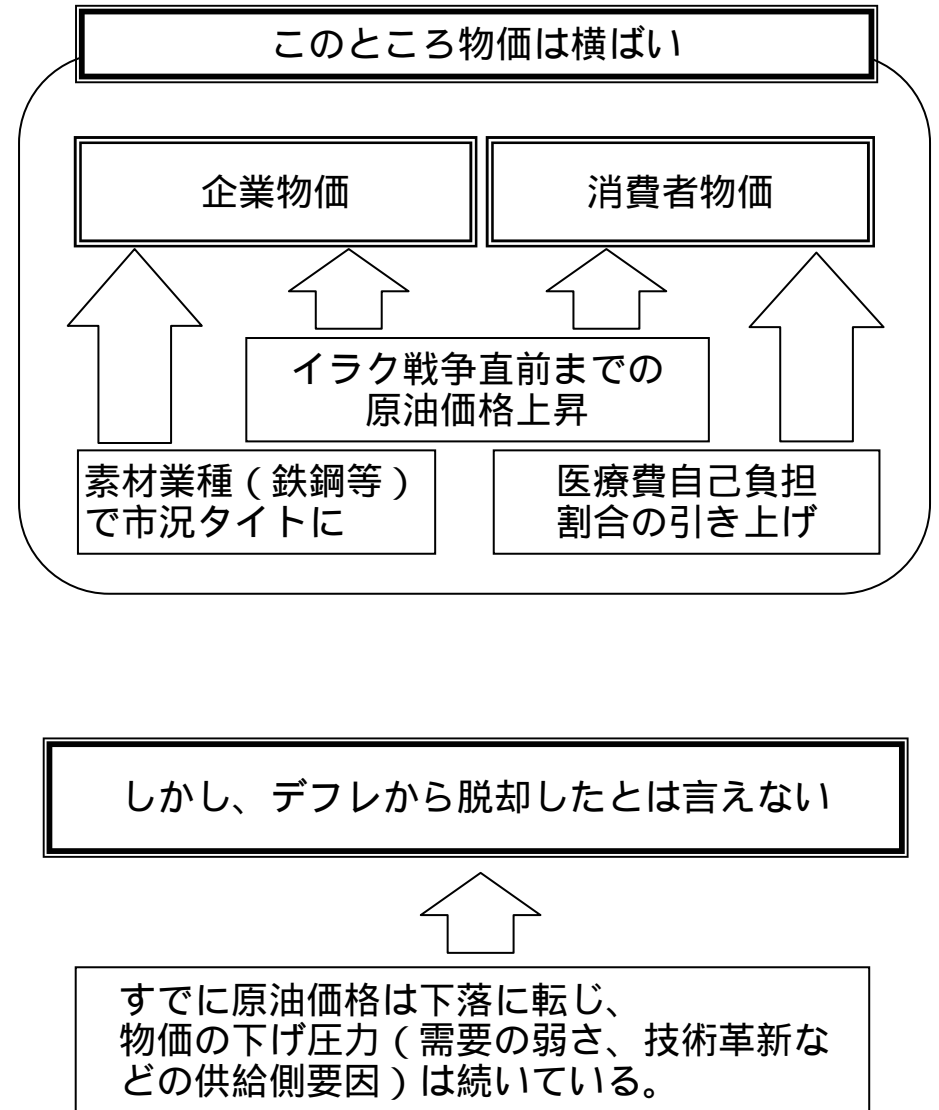 このところ物価は横ばい
企業物価
消費者物価
イラク戦争直前までの
原油価格上昇
素材業種(鉄鋼等)
で市況タイトに
医療費自己負担
割合の引き上げ
しかし、デフレから脱却したとは言えない
すでに原油価格は下落に転じ、
物価の下げ圧力(需要の弱さ、技術革新な
どの供給側要因)は続いている。